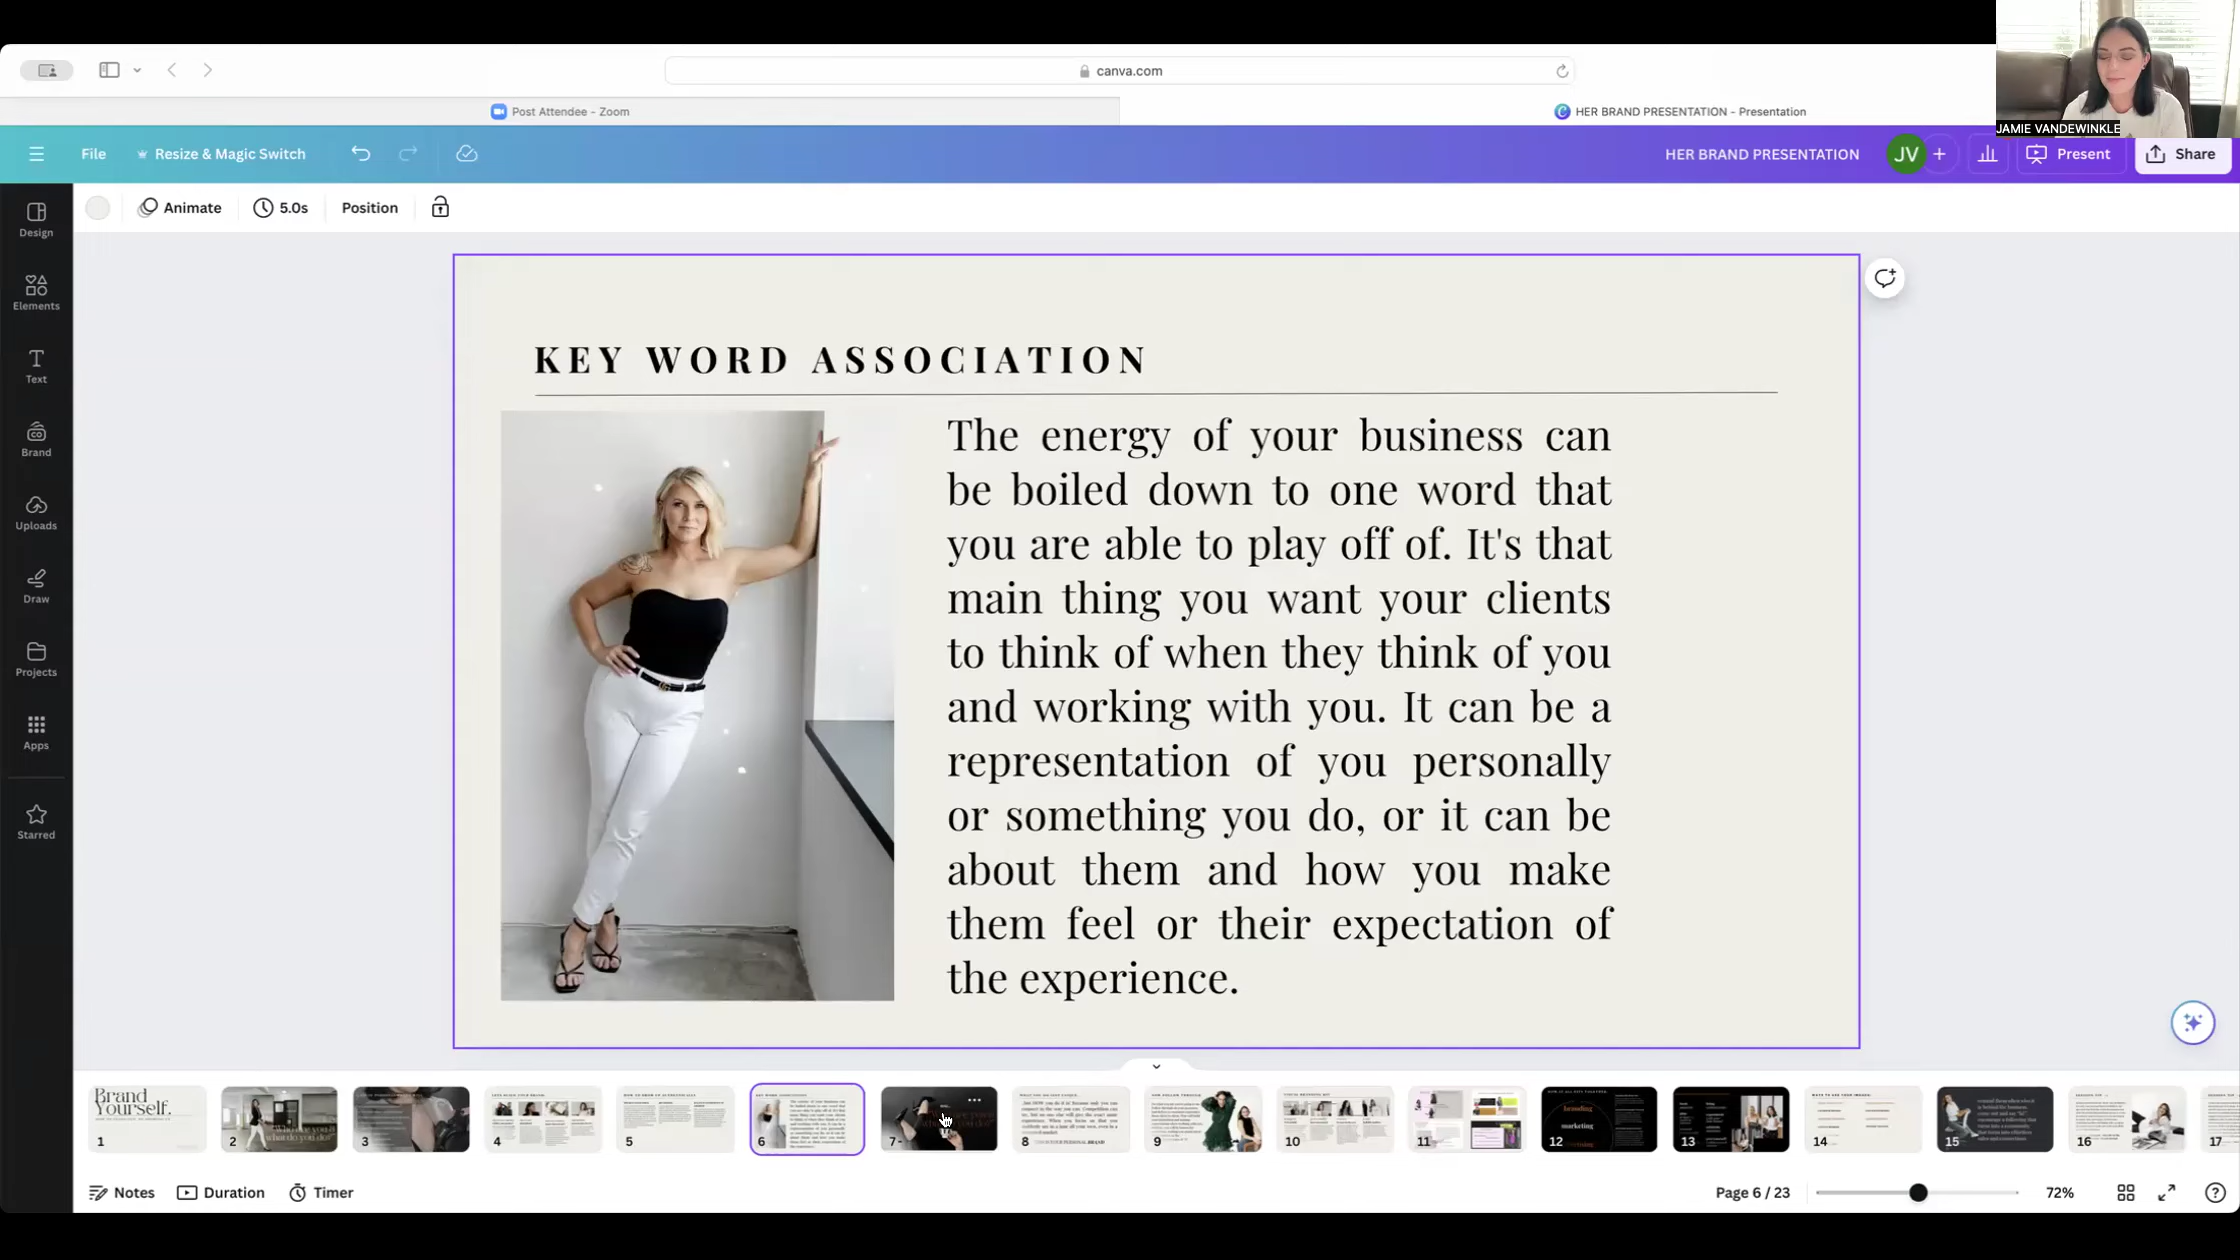 canva.com
Post Attendee - Zoom
HER BRAND PRESENTATION - Presentation
JAMIE VANDEWINKLE
File
Resize & Magic Switch
HER BRAND PRESENTATION
JV
Present
Share
Animate
5.0s
Position
Design
Elements
Text
Brand
Uploads
Draw
Projects
Apps
Starred
KEY WORD ASSOCIATION
The energy of your business can
be boiled down to one word that
you are able to play off of. It's that
main thing you want your clients
to think of when they think of you
and working with you. It can be a
representation of you personally
or something you do, or it can be
about them and how you make
them feel or their expectation of
the experience.
Brand
Yourself.
1
2
3
4
5
6
7 -
8
9
10
11
12
branding
marketing
13
14
15
16
17
Notes
Duration
Timer
Page 6 / 23
72%